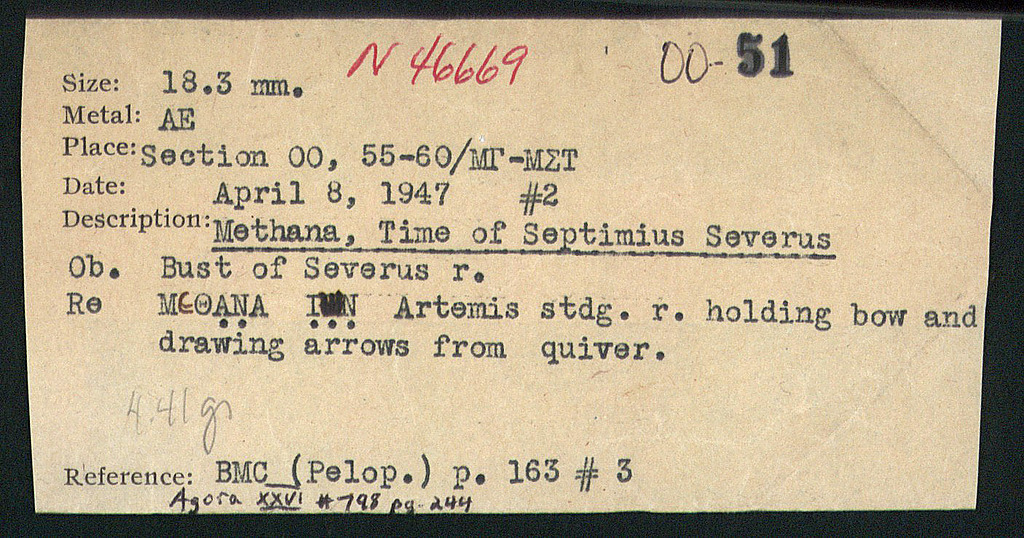 N 46669
00-51
Size: 18.3 mm.
Metal: AE
Place: Section OO, 55-60/ΜΓ-ΜΣΤ
Date: April 8, 1947 #2
Description: Methana, Time of Septimius Severus
Ob. Bust of Severus r.
Re ΜЄΘΑΝΑ ΙΩΝ Artemis stdg. r. holding bow and
drawing arrows from quiver.
4.41 gr
Reference: BMC (Pelop.) p. 163 # 3
Agora XXVI #798 pg. 244